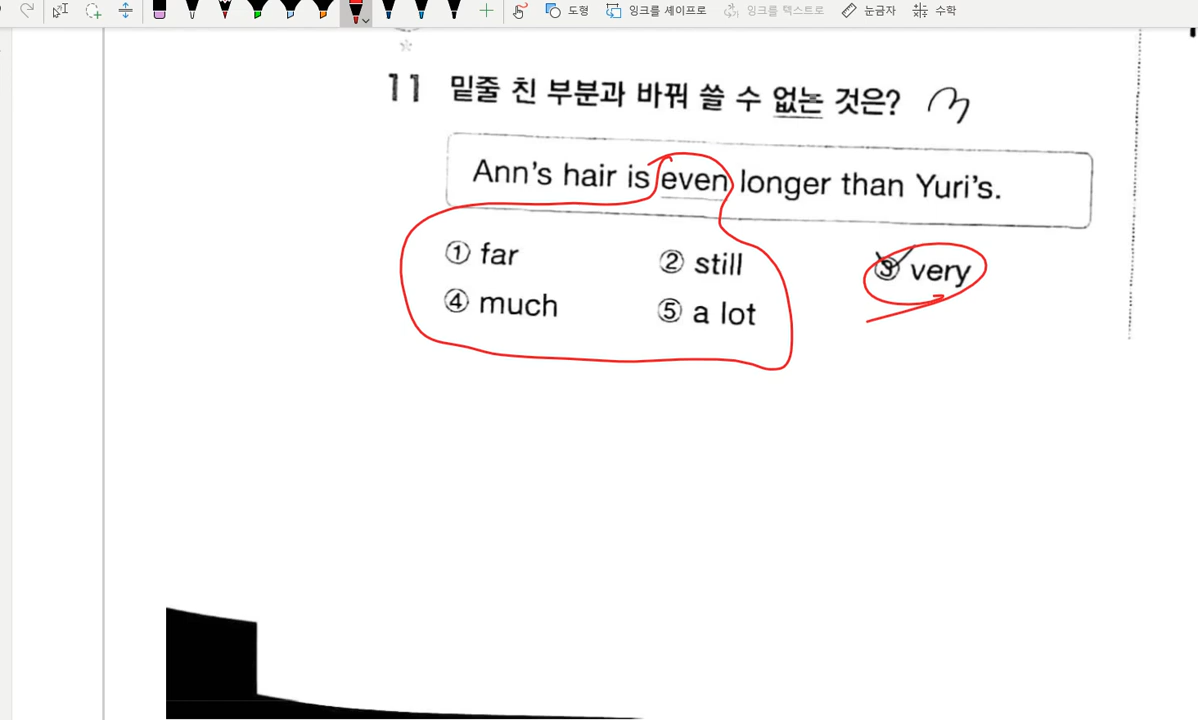 도형 잉크를 셰이프로 잉크를 텍스트로 눈금자 수학
11 밑줄 친 부분과 바꿔 쓸 수 없는 것은?
Ann's hair is even longer than Yuri's.
① far ② still ③ very
④ much ⑤ a lot